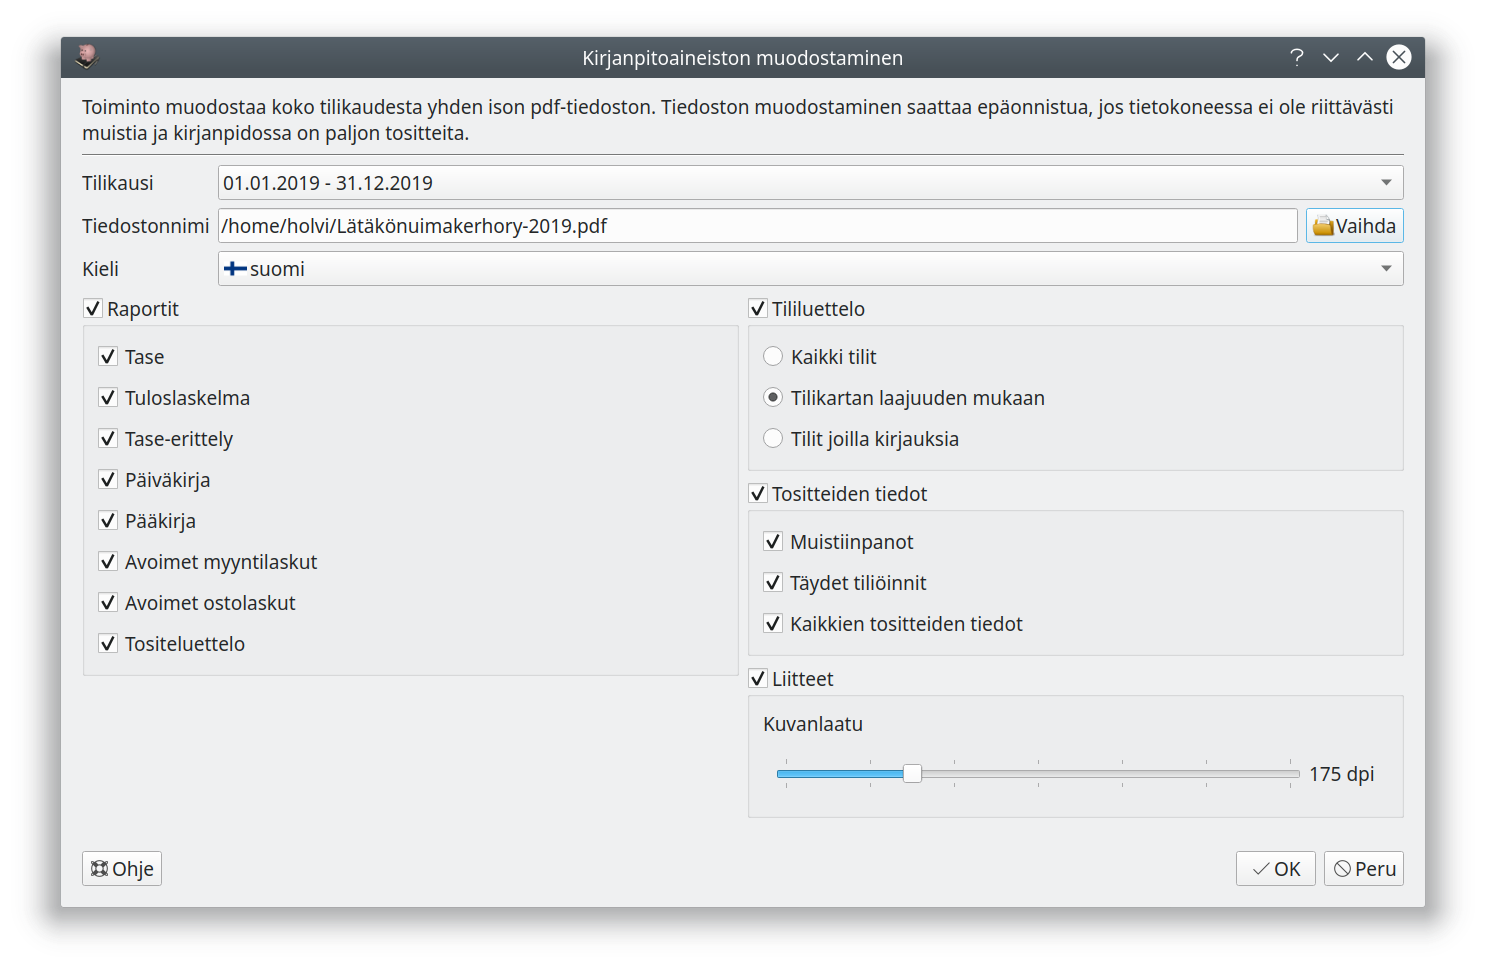 Kirjanpitoaineiston muodostaminen
Toiminto muodostaa koko tilikaudesta yhden ison pdf-tiedoston. Tiedoston muodostaminen saattaa epäonnistua, jos tietokoneessa ei ole riittävästi
muistia ja kirjanpidossa on paljon tositteita.
Tilikausi 01.01.2019 - 31.12.2019
Tiedostonnimi /home/holvi/Lätäkönuimakerhory-2019.pdf Vaihda
Kieli suomi
Raportit
Tase
Tuloslaskelma
Tase-erittely
Päiväkirja
Pääkirja
Avoimet myyntilaskut
Avoimet ostolaskut
Tositeluettelo
Tililuettelo
Kaikki tilit
Tilikartan laajuuden mukaan
Tilit joilla kirjauksia
Tositteiden tiedot
Muistiinpanot
Täydet tiliöinnit
Kaikkien tositteiden tiedot
Liitteet
Kuvanlaatu
175 dpi
Ohje OK Peru